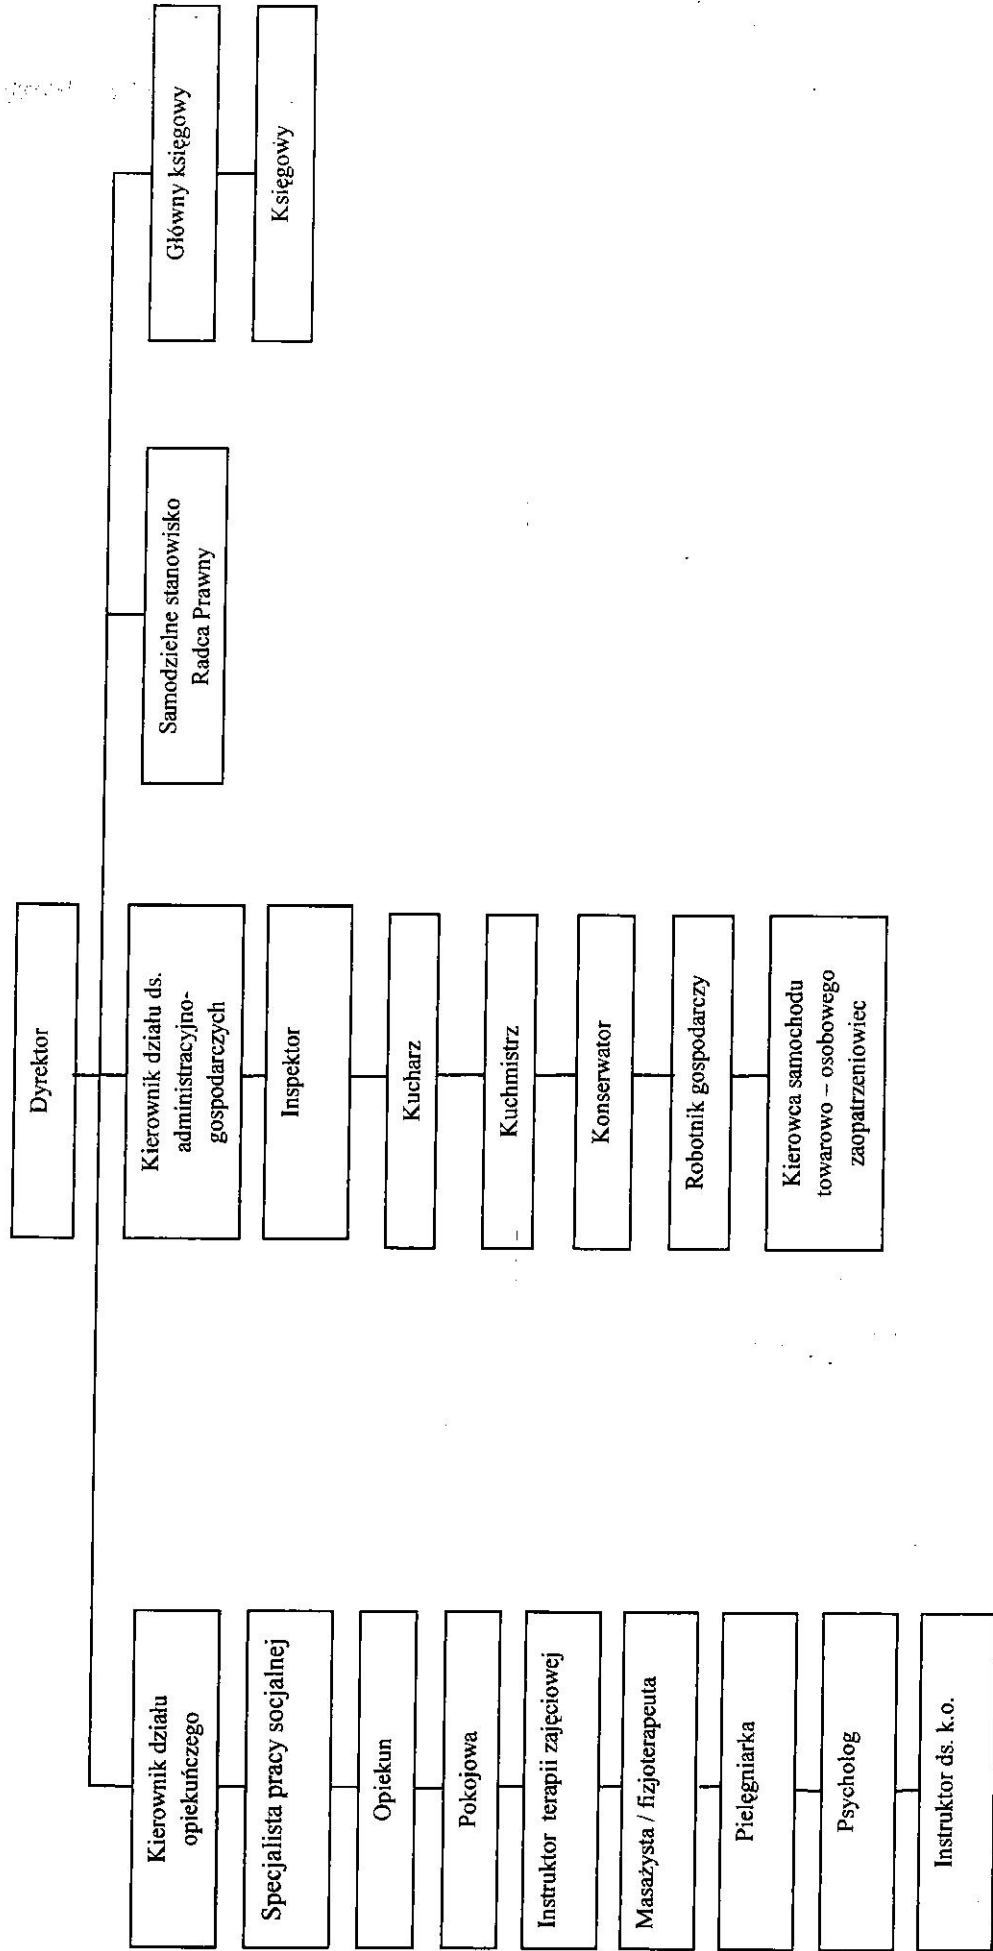 Dyrektor
Kierownik działu
opiekuńczego
Specjalista pracy socjalnej
Opiekun
Pokojowa
Instruktor terapii zajęciowej
Masażysta / fizjoterapeuta
Pielęgniarka
Psycholog
Instruktor ds. k.o.
Kierownik działu ds.
administracyjno-
gospodarczych
Inspektor
Kucharz
Kuchmistrz
Konserwator
Robotnik gospodarczy
Kierowca samochodu
towarowo – osobowego
zaopatrzeniowiec
Samodzielne stanowisko
Radca Prawny
Główny księgowy
Księgowy